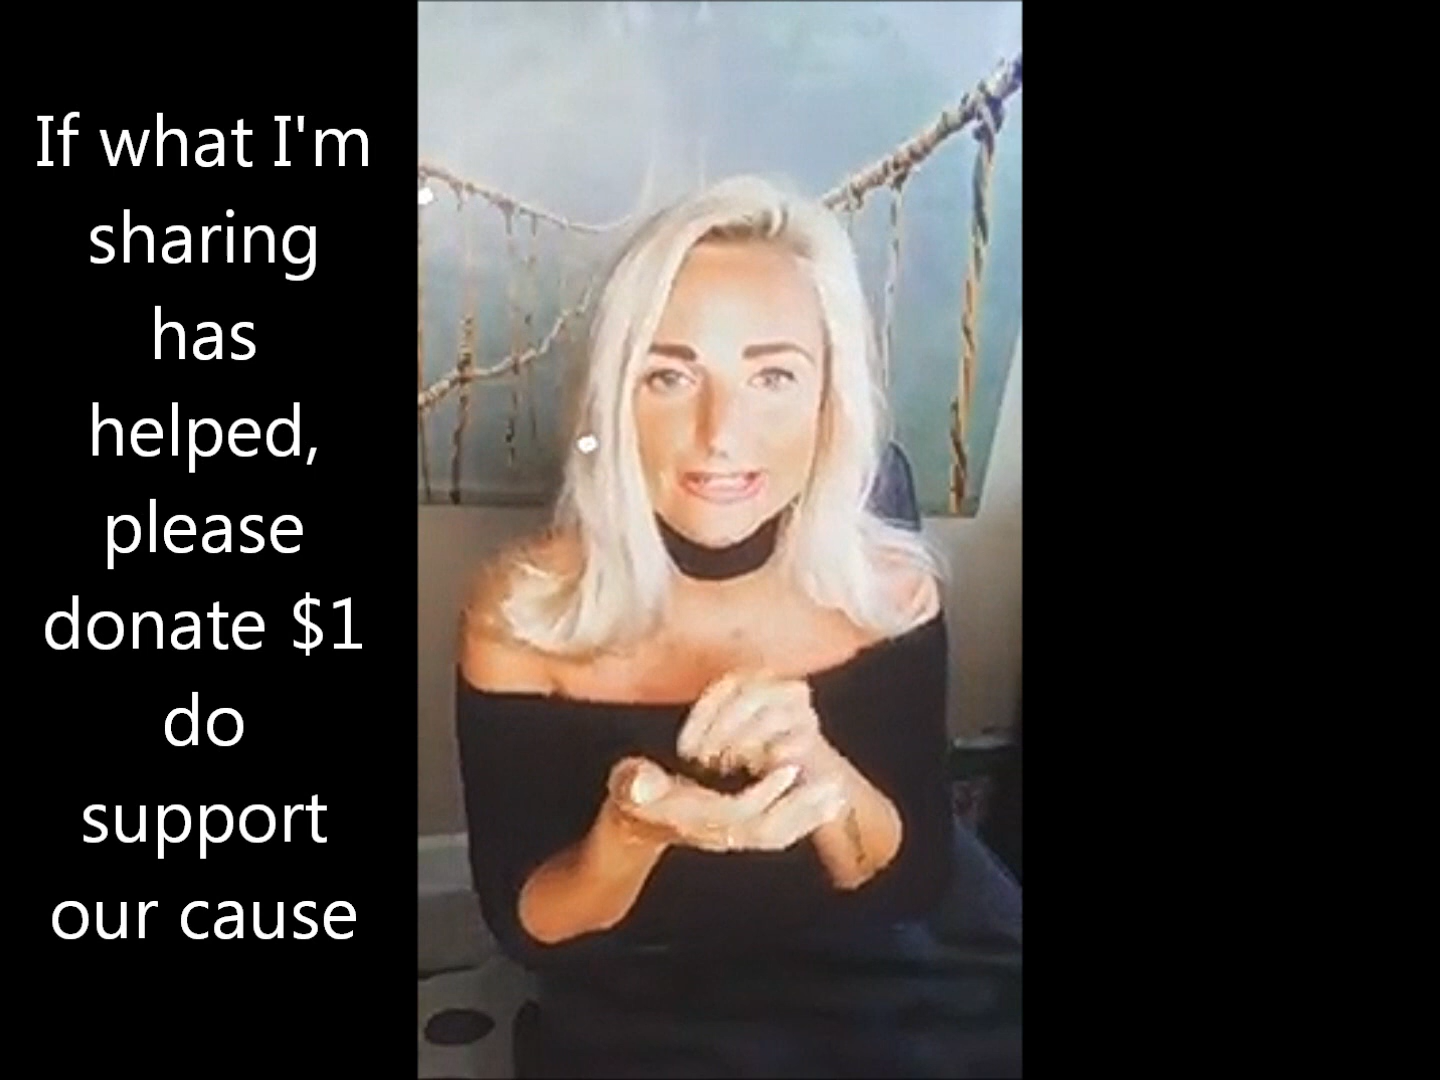 If what I'm
sharing
has
helped,
please
donate $1
do
support
our cause